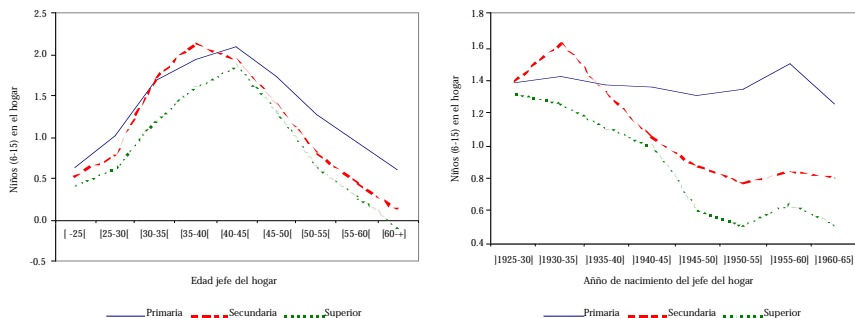 2.5
2.0
1.5
1.0
0.5
0.0
-0.5
Niños (6-15) en el hogar
[ -25[ [25-30[ [30-35[ [35-40[ [40-45[ [45-50[ [50-55[ [55-60[ [60-+[
Edad jefe del hogar
Primaria Secundaria Superior
1.8
1.6
1.4
1.2
1.0
0.8
0.6
0.4
Niños (6-15) en el hogar
]1925-30] ]1930-35] ]1935-40] ]1940-45] ]1945-50] ]1950-55] ]1955-60] ]1960-65]
Añño de nacimiento del jefe del hogar
Primaria Secundaria Superior